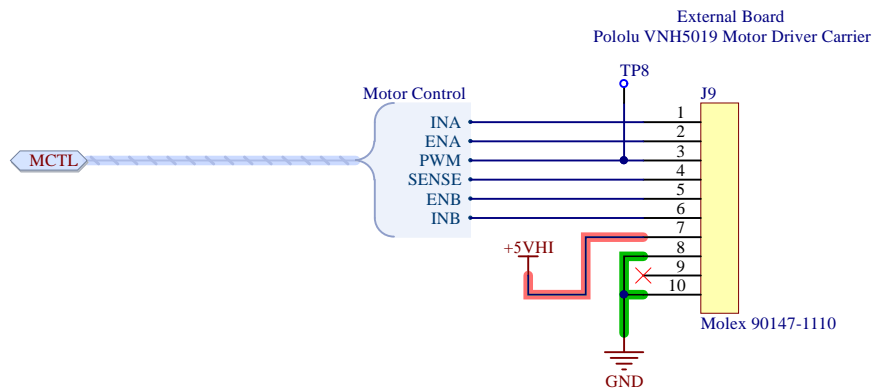 External Board
Pololu VNH5019 Motor Driver Carrier
TP8
J9
Motor Control
INA
1
ENA
2
MCTL
PWM
3
SENSE
4
ENB
5
INB
6
7
+5VHI
8
9
10
Molex 90147-1110
GND